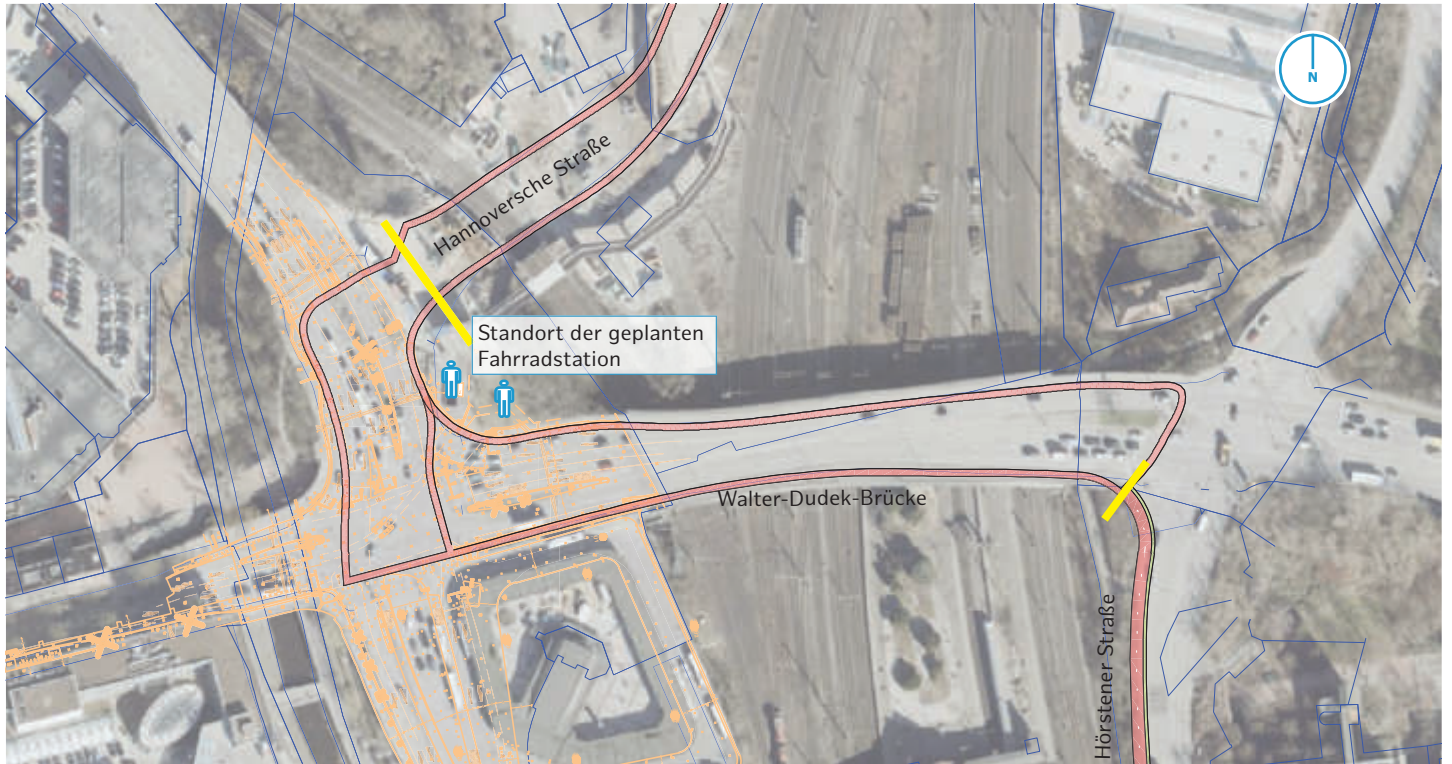 N
Hannoversche Straße
Standort der geplanten
Fahrradstation
Walter-Dudek-Brücke
Hörstener Straße